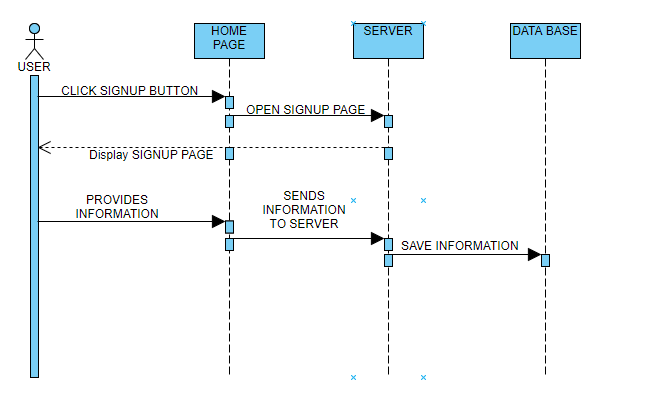 HOME
PAGE
SERVER
DATA BASE
USER
CLICK SIGNUP BUTTON
OPEN SIGNUP PAGE
Display SIGNUP PAGE
PROVIDES
INFORMATION
SENDS
INFORMATION
TO SERVER
SAVE INFORMATION